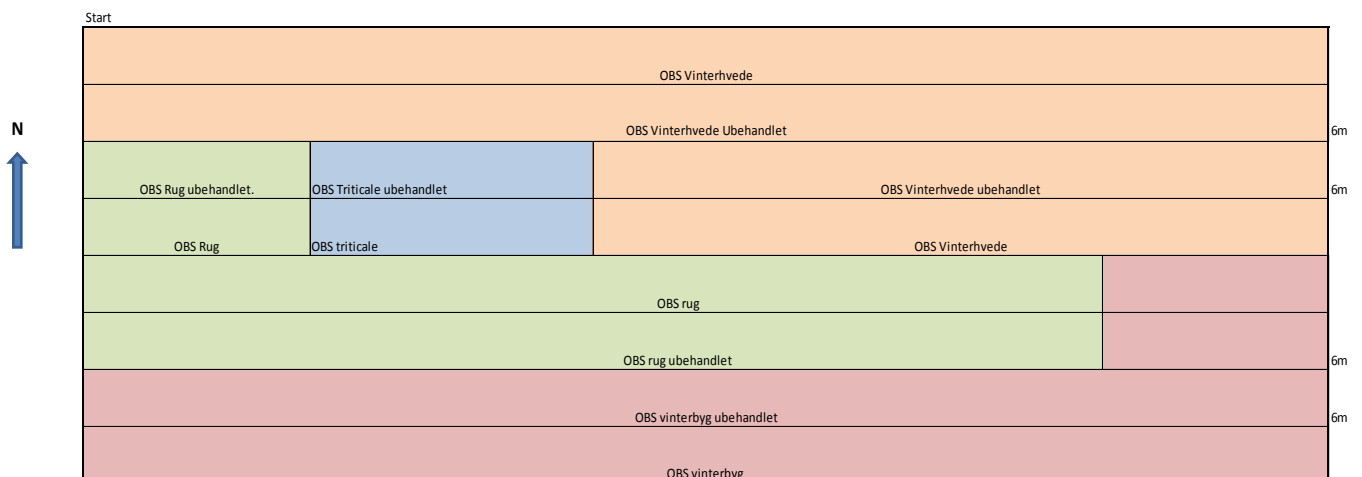 Start
OBS Vinterhvede
N
OBS Vinterhvede Ubehandlet
6m
OBS Rug ubehandlet.
OBS Triticale ubehandlet
OBS Vinterhvede ubehandlet
6m
OBS Rug
OBS triticale
OBS Vinterhvede
OBS rug
OBS rug ubehandlet
6m
OBS vinterbyg ubehandlet
6m
OBS vinterbyg